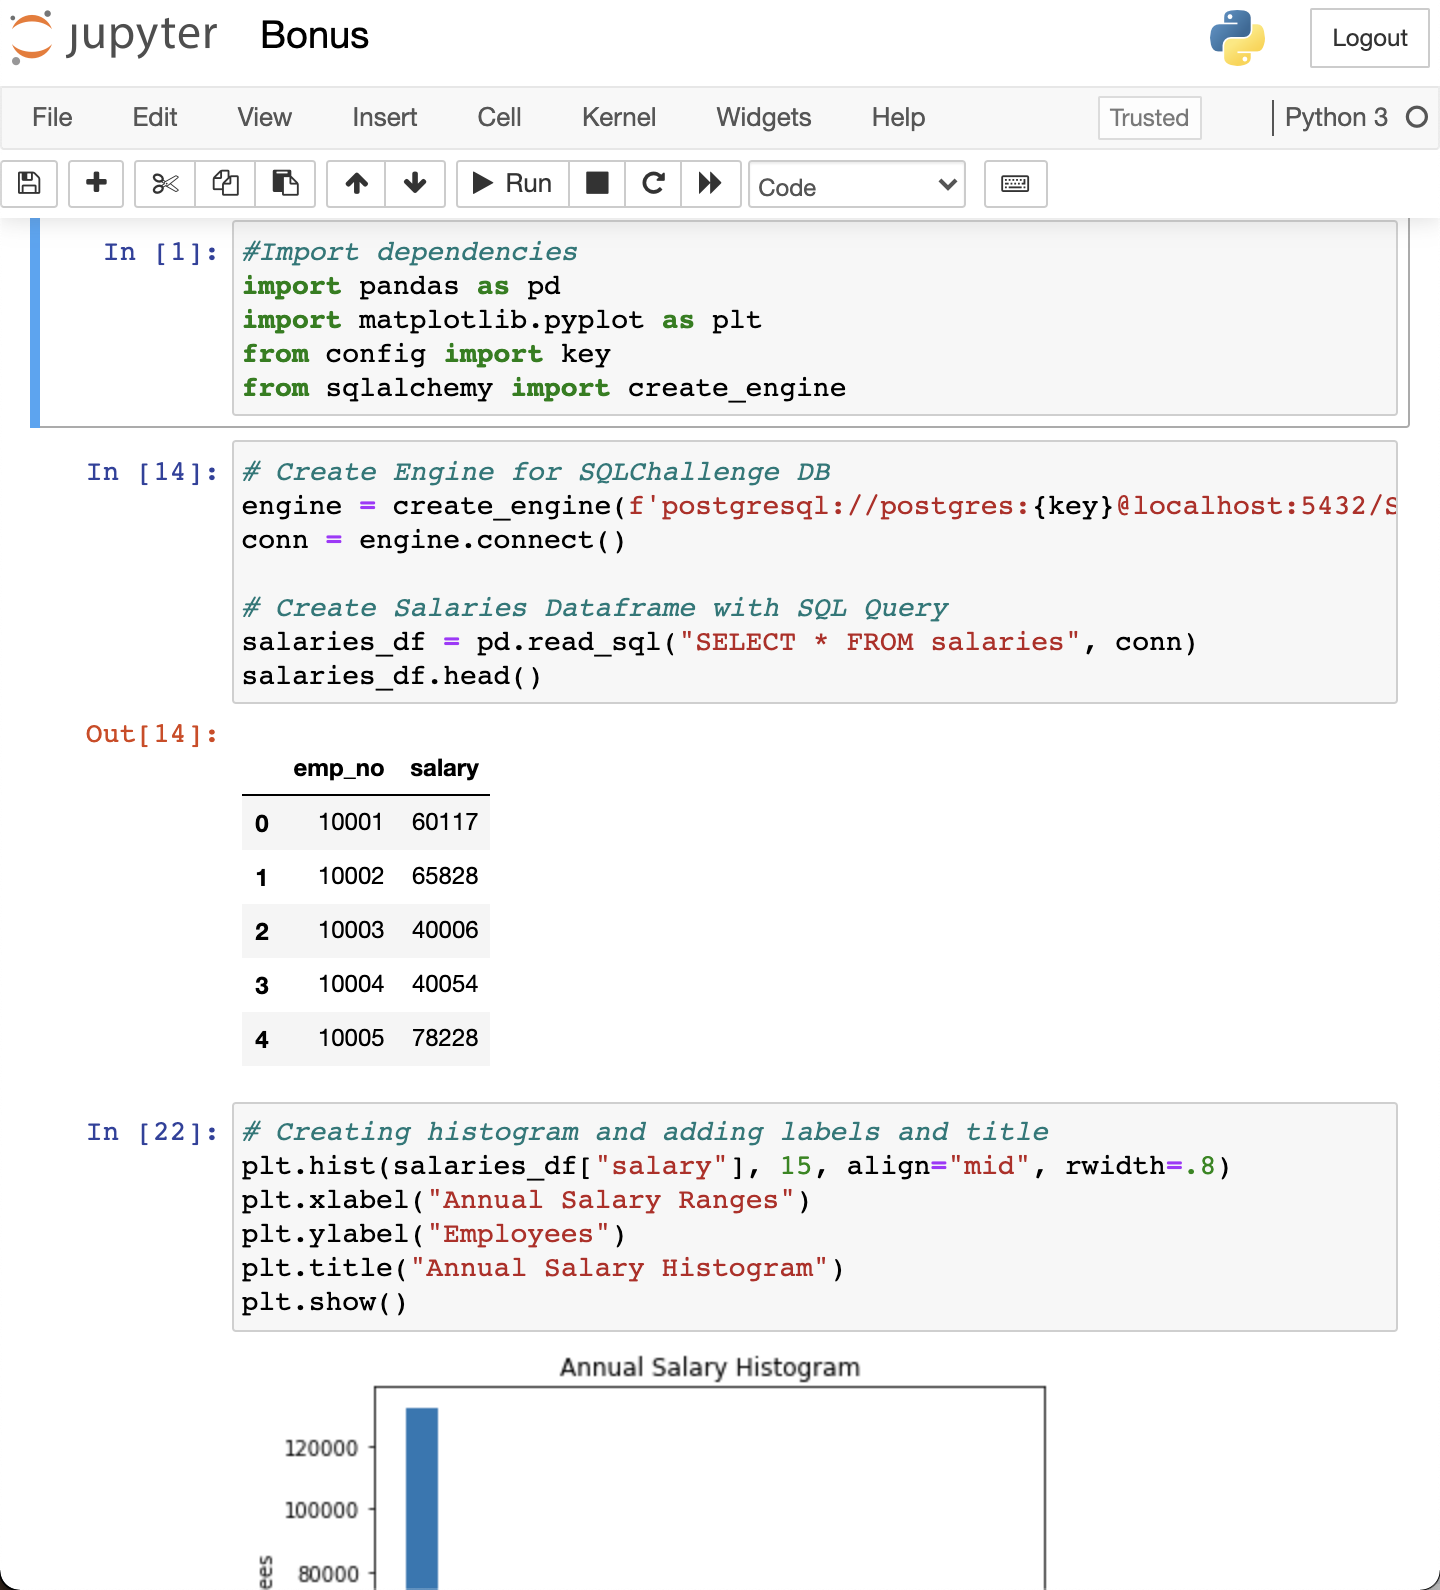 jupyter Bonus Logout
File Edit View Insert Cell Kernel Widgets Help Trusted Python 3
Run Code
In [1]: #Import dependencies
import pandas as pd
import matplotlib.pyplot as plt
from config import key
from sqlalchemy import create_engine
In [14]: # Create Engine for SQLChallenge DB
engine = create_engine(f'postgresql://postgres:{key}@localhost:5432/S
conn = engine.connect()
# Create Salaries Dataframe with SQL Query
salaries_df = pd.read_sql("SELECT * FROM salaries", conn)
salaries_df.head()
Out[14]:
emp_no salary
0 10001 60117
1 10002 65828
2 10003 40006
3 10004 40054
4 10005 78228
In [22]: # Creating histogram and adding labels and title
plt.hist(salaries_df["salary"], 15, align="mid", rwidth=.8)
plt.xlabel("Annual Salary Ranges")
plt.ylabel("Employees")
plt.title("Annual Salary Histogram")
plt.show()
Annual Salary Histogram
120000
100000
80000
ees